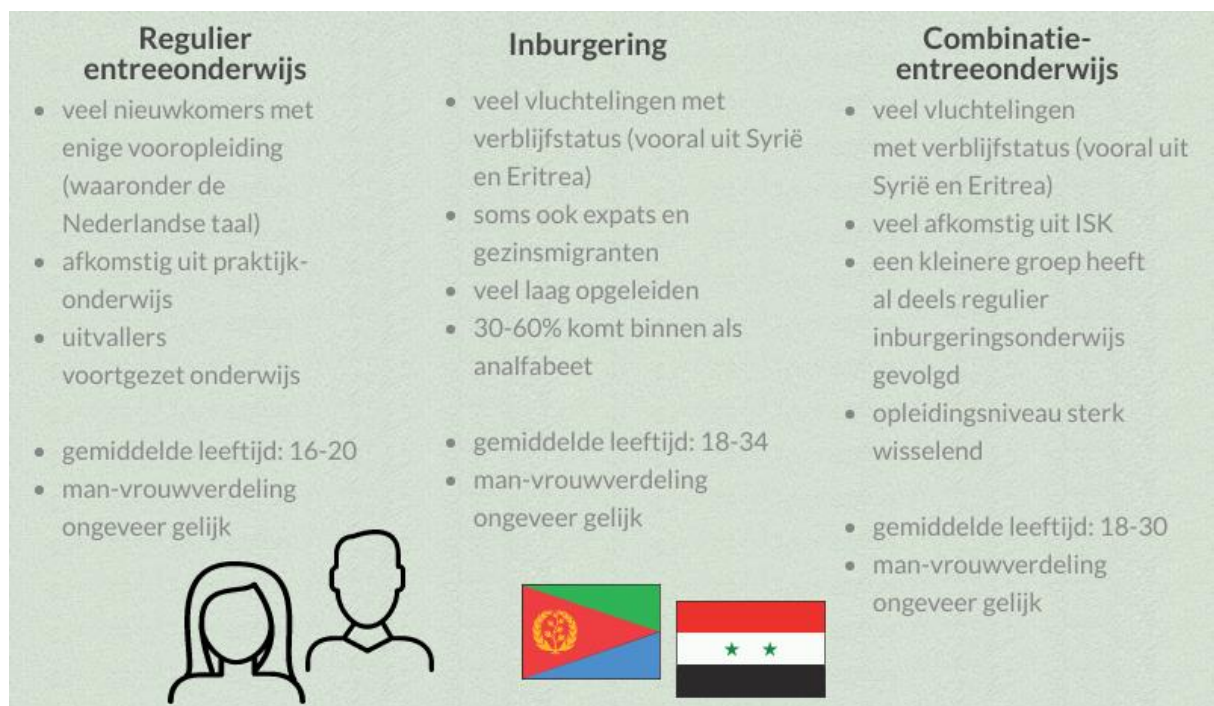 Regulier
entreeonderwijs
• veel nieuwkomers met
enige vooropleiding
(waaronder de
Nederlandse taal)
• afkomstig uit praktijk-
onderwijs
• uitvallers
voortgezet onderwijs
• gemiddelde leeftijd: 16-20
• man-vrouwverdeling
ongeveer gelijk
Inburgering
• veel vluchtelingen met
verblijfstatus (vooral uit Syrië
en Eritrea)
• soms ook expats en
gezinsmigranten
• veel laag opgeleiden
• 30-60% komt binnen als
analfabeet
• gemiddelde leeftijd: 18-34
• man-vrouwverdeling
ongeveer gelijk
Combinatie-
entreeonderwijs
• veel vluchtelingen
met verblijfstatus (vooral uit
Syrië en Eritrea)
• veel afkomstig uit ISK
• een kleinere groep heeft
al deels regulier
inburgeringsonderwijs
gevolgd
• opleidingsniveau sterk
wisselend
• gemiddelde leeftijd: 18-30
• man-vrouwverdeling
ongeveer gelijk